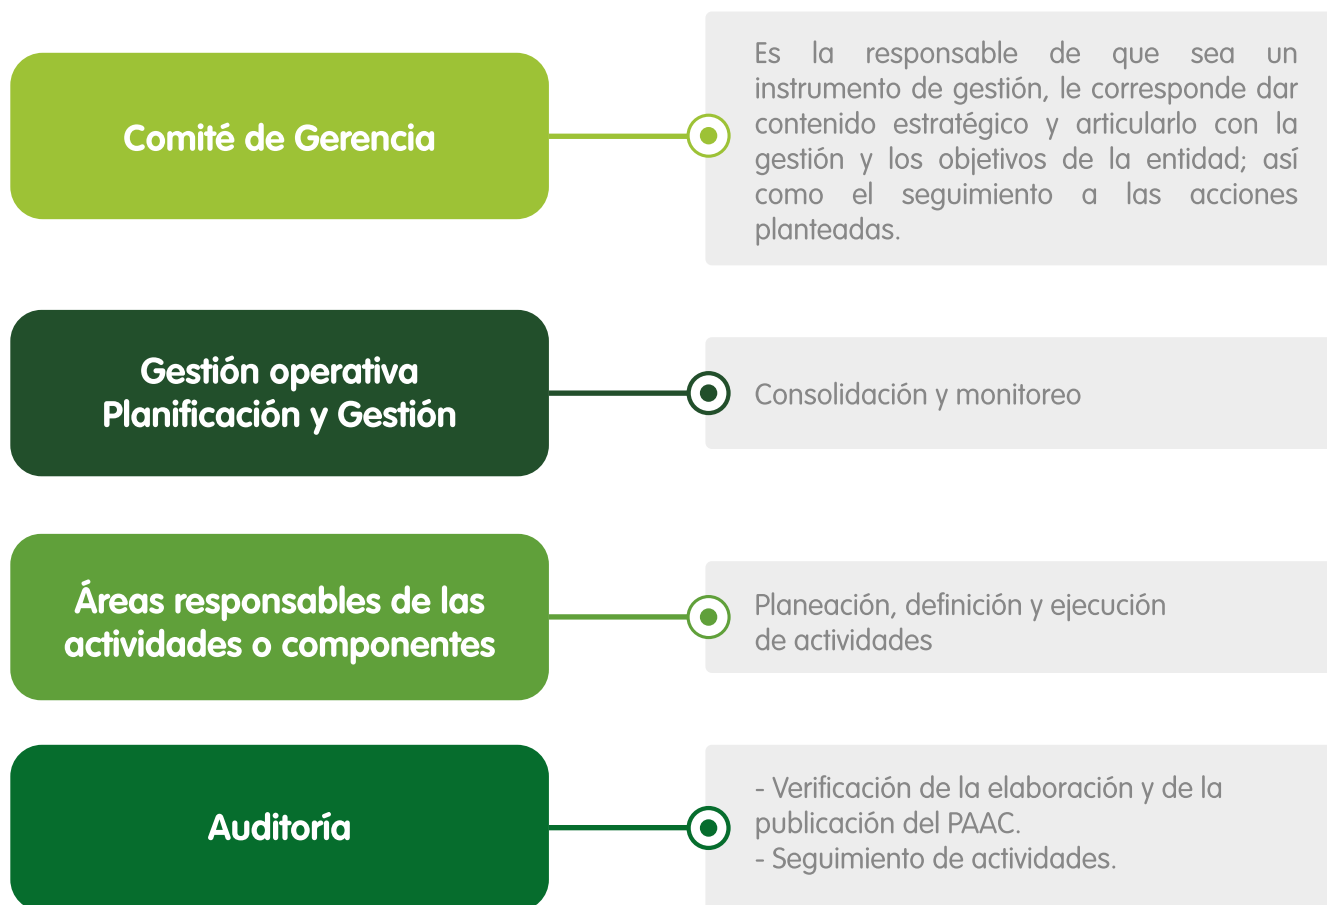 Comité de Gerencia
Es la responsable de que sea un
instrumento de gestión, le corresponde dar
contenido estratégico y articularlo con la
gestión y los objetivos de la entidad; así
como el seguimiento a las acciones
planteadas.
Gestión operativa
Planificación y Gestión
Consolidación y monitoreo
Áreas responsables de las
actividades o componentes
Planeación, definición y ejecución
de actividades
Auditoría
- Verificación de la elaboración y de la
publicación del PAAC.
- Seguimiento de actividades.